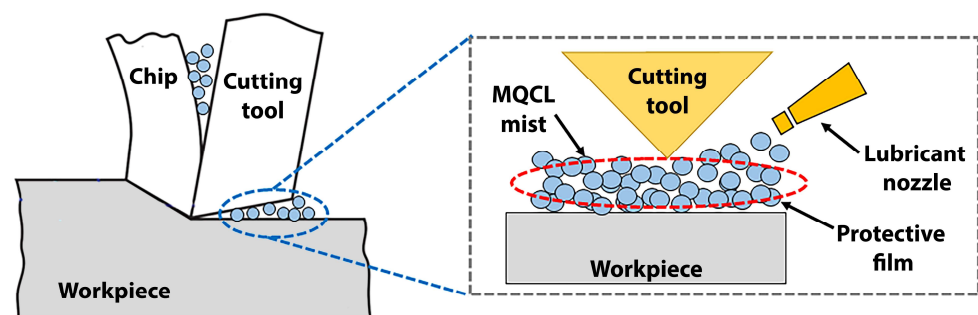 Chip
Cutting
tool
Workpiece
MQCL
mist
Cutting
tool
Lubricant
nozzle
Protective
film
Workpiece